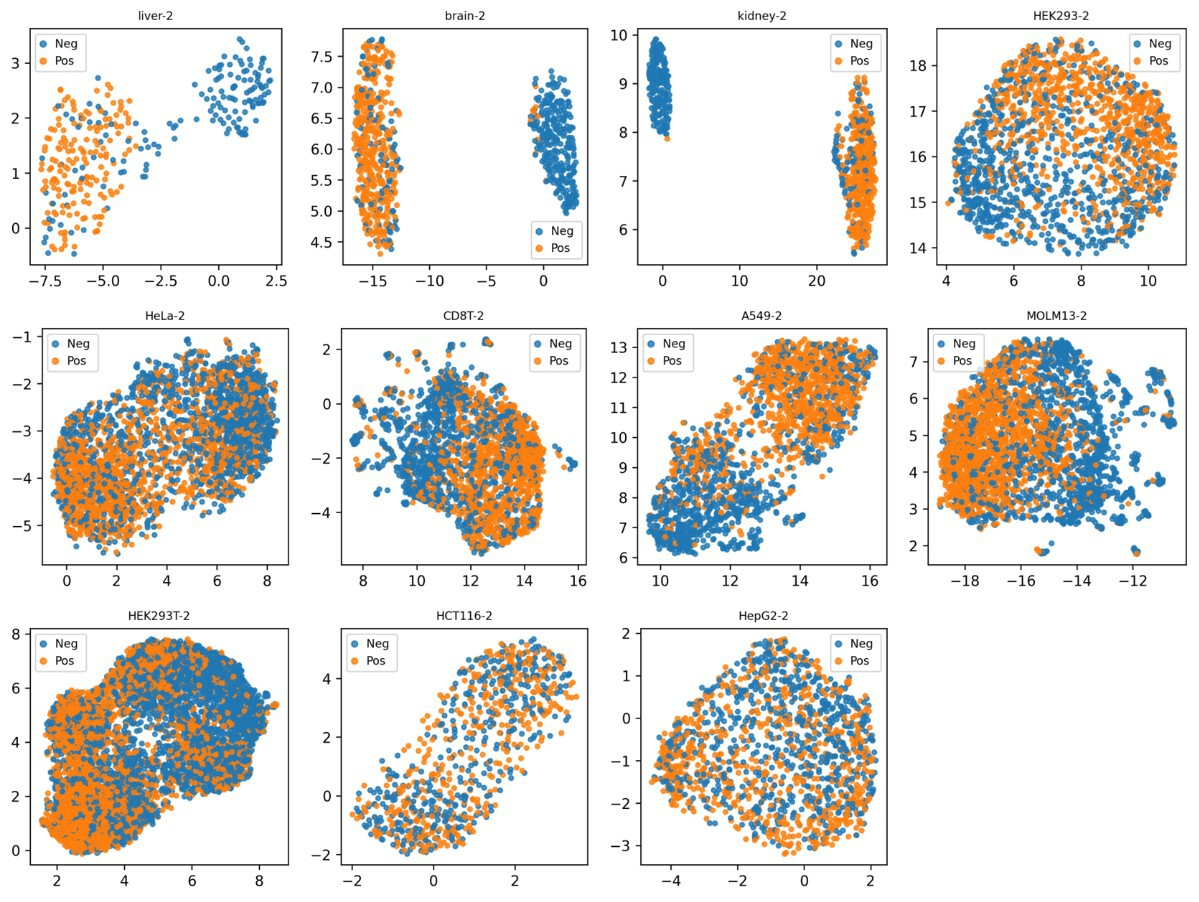 liver-2
Neg
Pos
3
2
1
0
−7.5 −5.0 −2.5 0.0 2.5
brain-2
7.5
7.0
6.5
6.0
5.5
5.0
4.5
Neg
Pos
−15 −10 −5 0
kidney-2
Neg
Pos
10
9
8
7
6
0 10 20
HEK293-2
Neg
Pos
18
17
16
15
14
4 6 8 10
HeLa-2
Neg
Pos
−1
−2
−3
−4
−5
0 2 4 6 8
CD8T-2
Neg
Pos
2
0
−2
−4
8 10 12 14 16
A549-2
Neg
Pos
13
12
11
10
9
8
7
6
10 12 14 16
MOLM13-2
Neg
Pos
7
6
5
4
3
2
−18 −16 −14 −12
HEK293T-2
Neg
Pos
8
6
4
2
0
2 4 6 8
HCT116-2
Neg
Pos
4
2
0
−2
−2 0 2
HepG2-2
Neg
Pos
2
1
0
−1
−2
−3
−4 −2 0 2